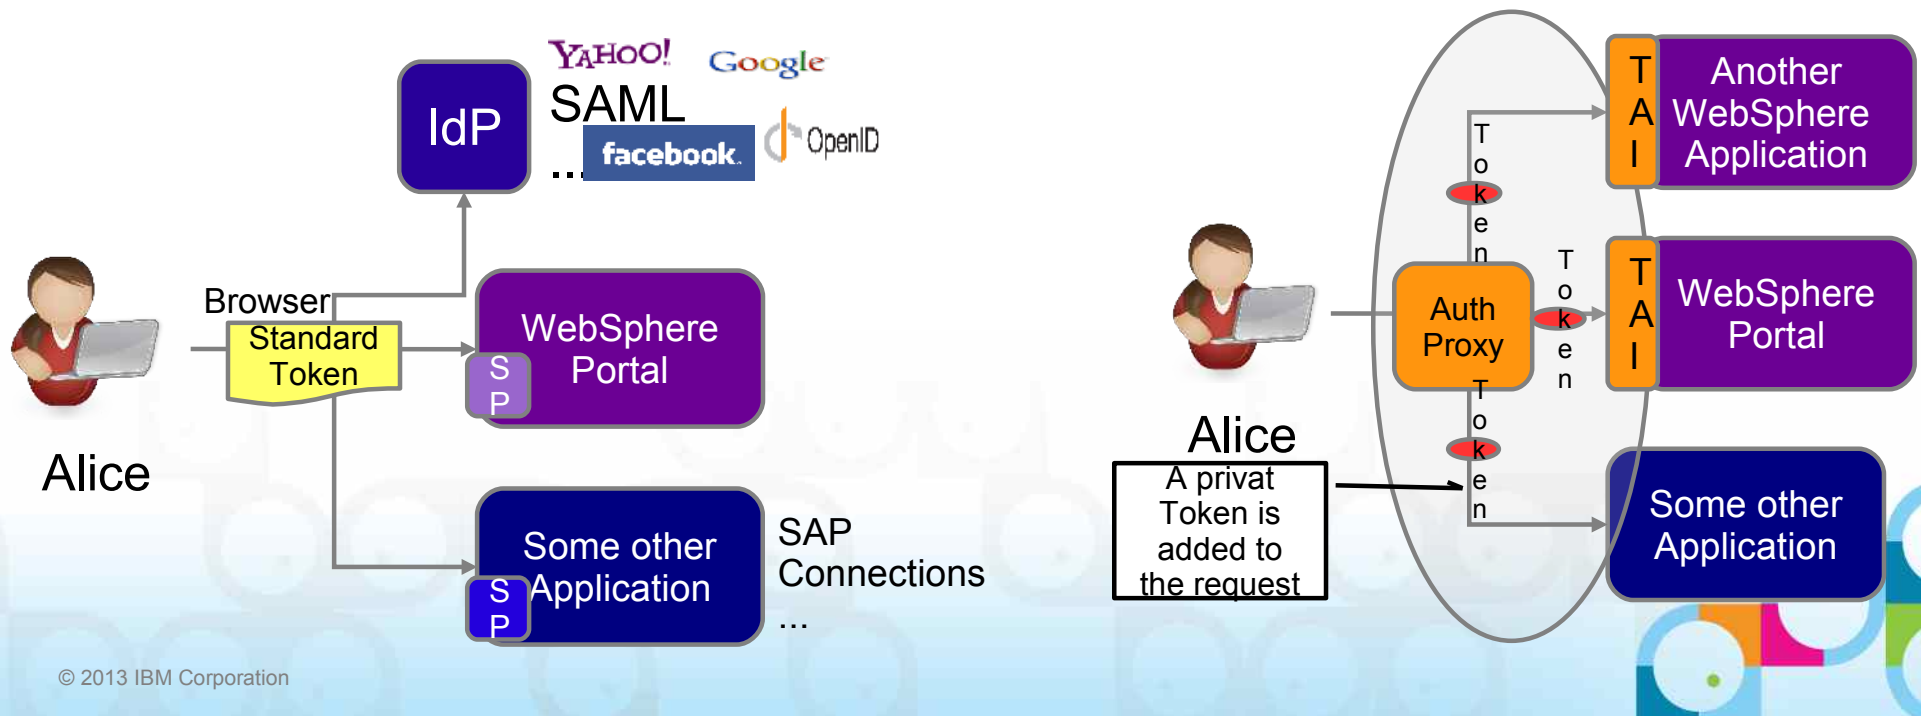 YAHOO!
Google
SAML
facebook.
OpenID
...
IdP
Browser
Standard
Token
WebSphere
Portal
S
P
Alice
Some other
Application
S
P
SAP
Connections
...
© 2013 IBM Corporation
T
A
I
Another
WebSphere
Application
Token
Auth
Proxy
Token
T
A
I
WebSphere
Portal
Token
Alice
A privat
Token is
added to
the request
Some other
Application